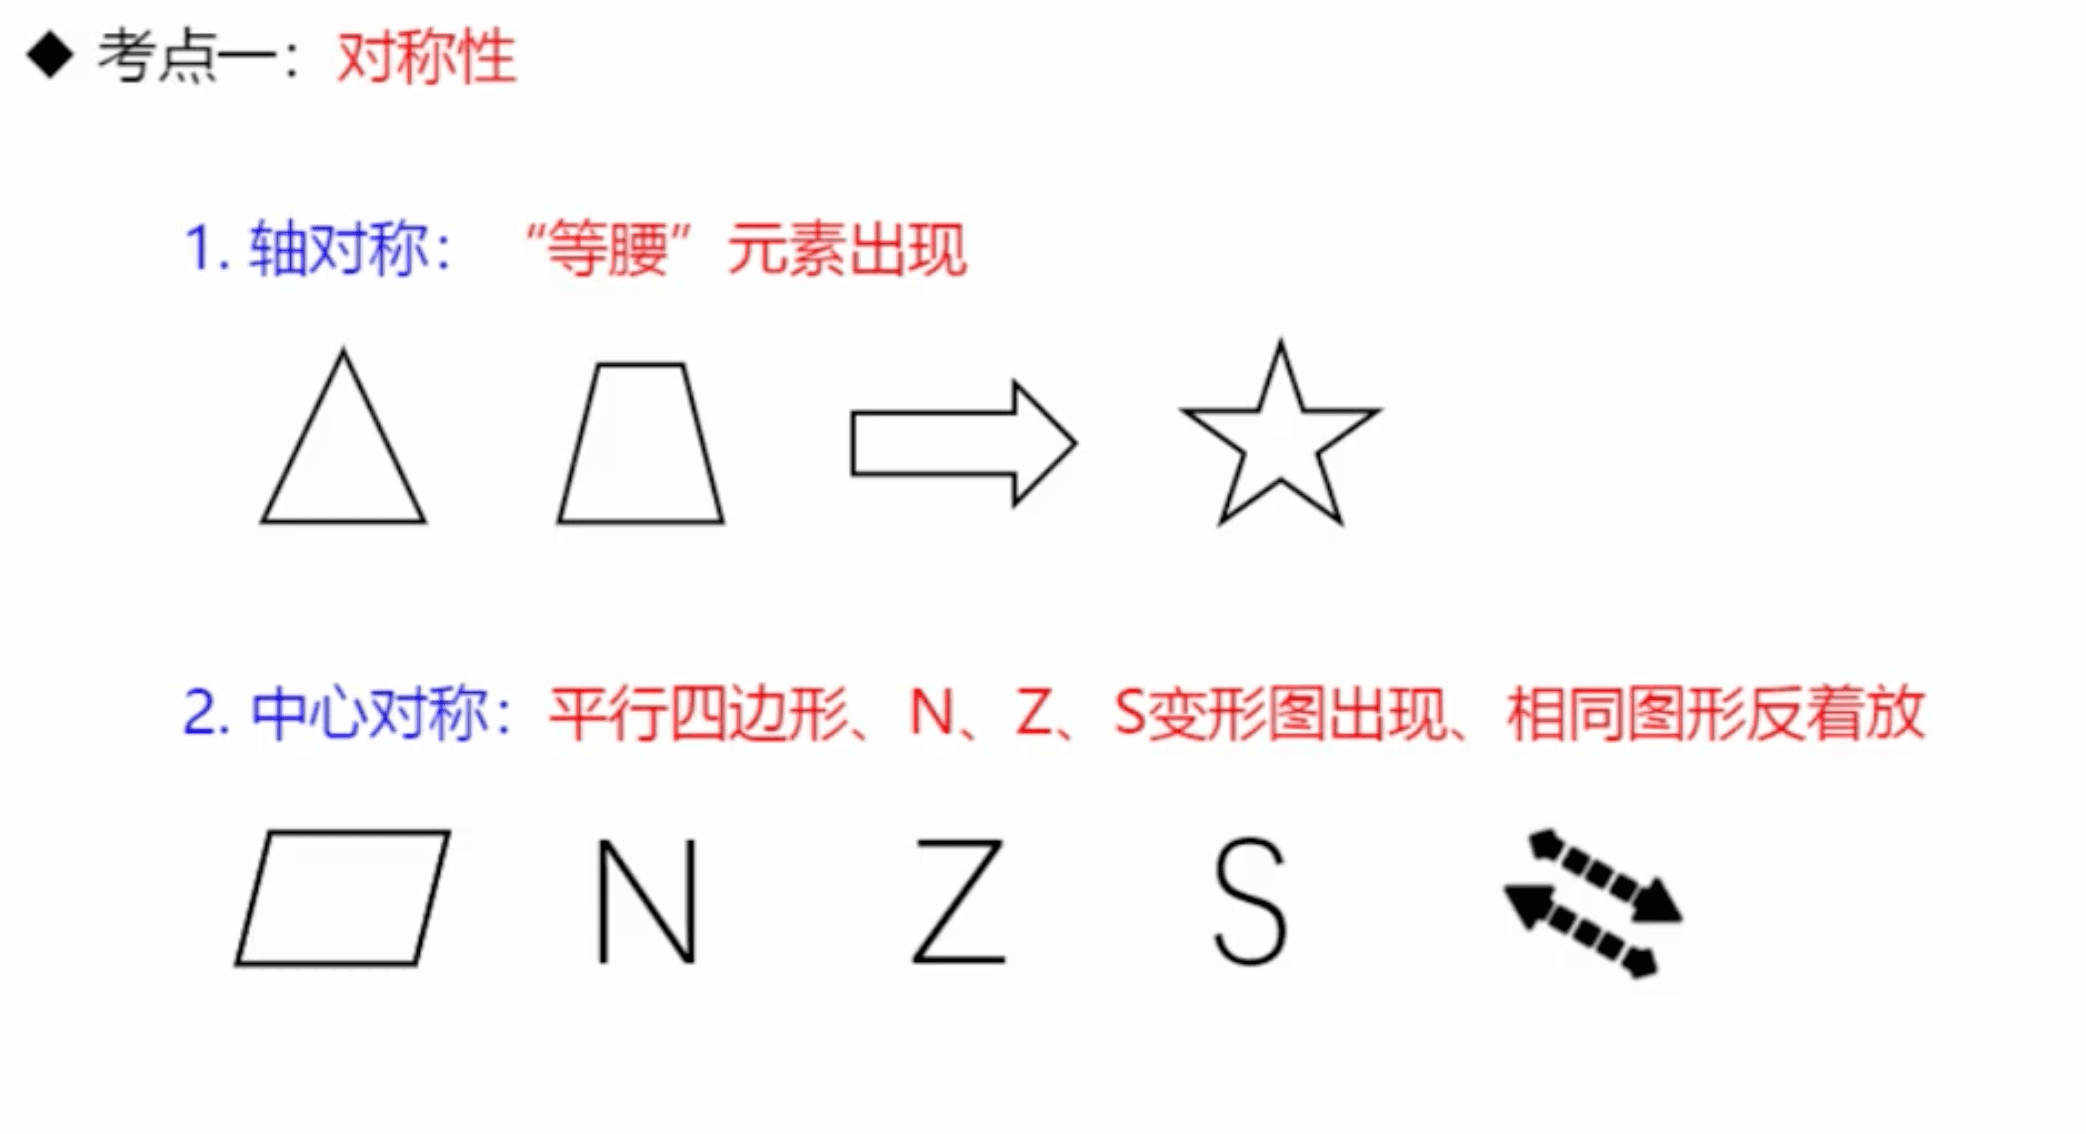 ◆ 考点一：对称性
1. 轴对称： “等腰”元素出现
2. 中心对称：平行四边形、N、Z、S变形图出现、相同图形反着放
N Z S